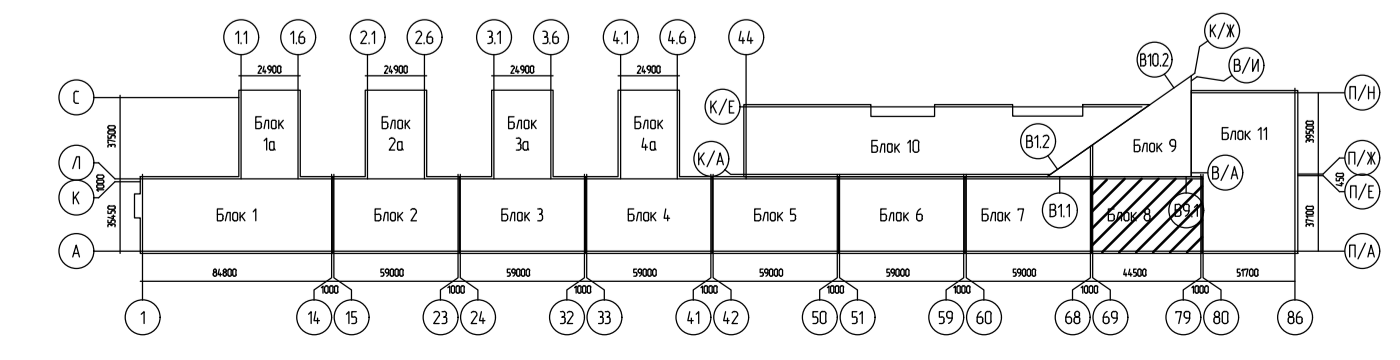 1.1 1.6 2.1 2.6 3.1 3.6 4.1 4.6 44 К/Ж
24900 24900 24900 24900 В10.2 В/И
С К/Е П/Н
37500 Блок 1а Блок 2а Блок 3а Блок 4а Блок 10 В1.2 Блок 9 Блок 11 39500
Л К/А В/А П/Ж
1000 450
К П/Е
35450 Блок 1 Блок 2 Блок 3 Блок 4 Блок 5 Блок 6 Блок 7 В1.1 Блок 8 В9.1 37100
А П/А
84800 59000 59000 59000 59000 59000 59000 44500 51700
1000 1000 1000 1000 1000 1000 1000 1000
1 14 15 23 24 32 33 41 42 50 51 59 60 68 69 79 80 86